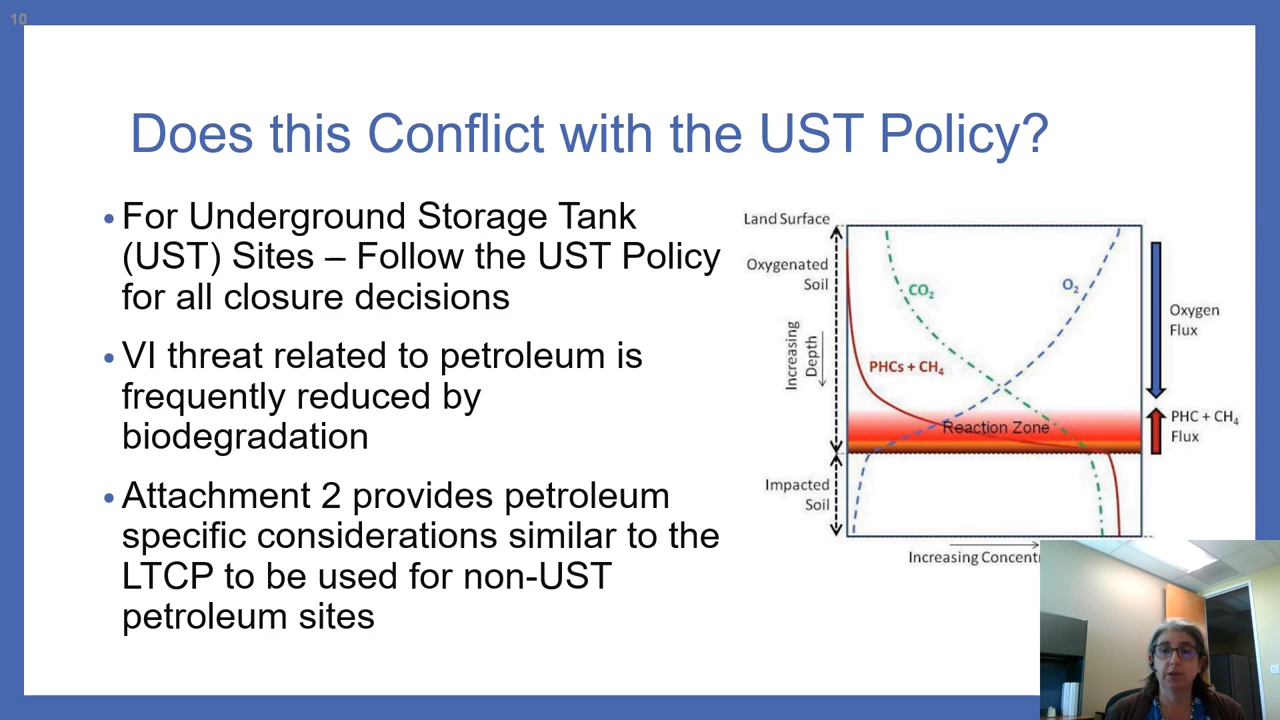 10
Does this Conflict with the UST Policy?
• For Underground Storage Tank
(UST) Sites – Follow the UST Policy
for all closure decisions
• VI threat related to petroleum is
frequently reduced by
biodegradation
• Attachment 2 provides petroleum
specific considerations similar to the
LTCP to be used for non-UST
petroleum sites
Land Surface
Oxygenated
Soil
Increasing
Depth
CO₂
O₂
PHCs + CH₄
Reaction Zone
Oxygen
Flux
PHC + CH₄
Flux
Impacted
Soil
Increasing